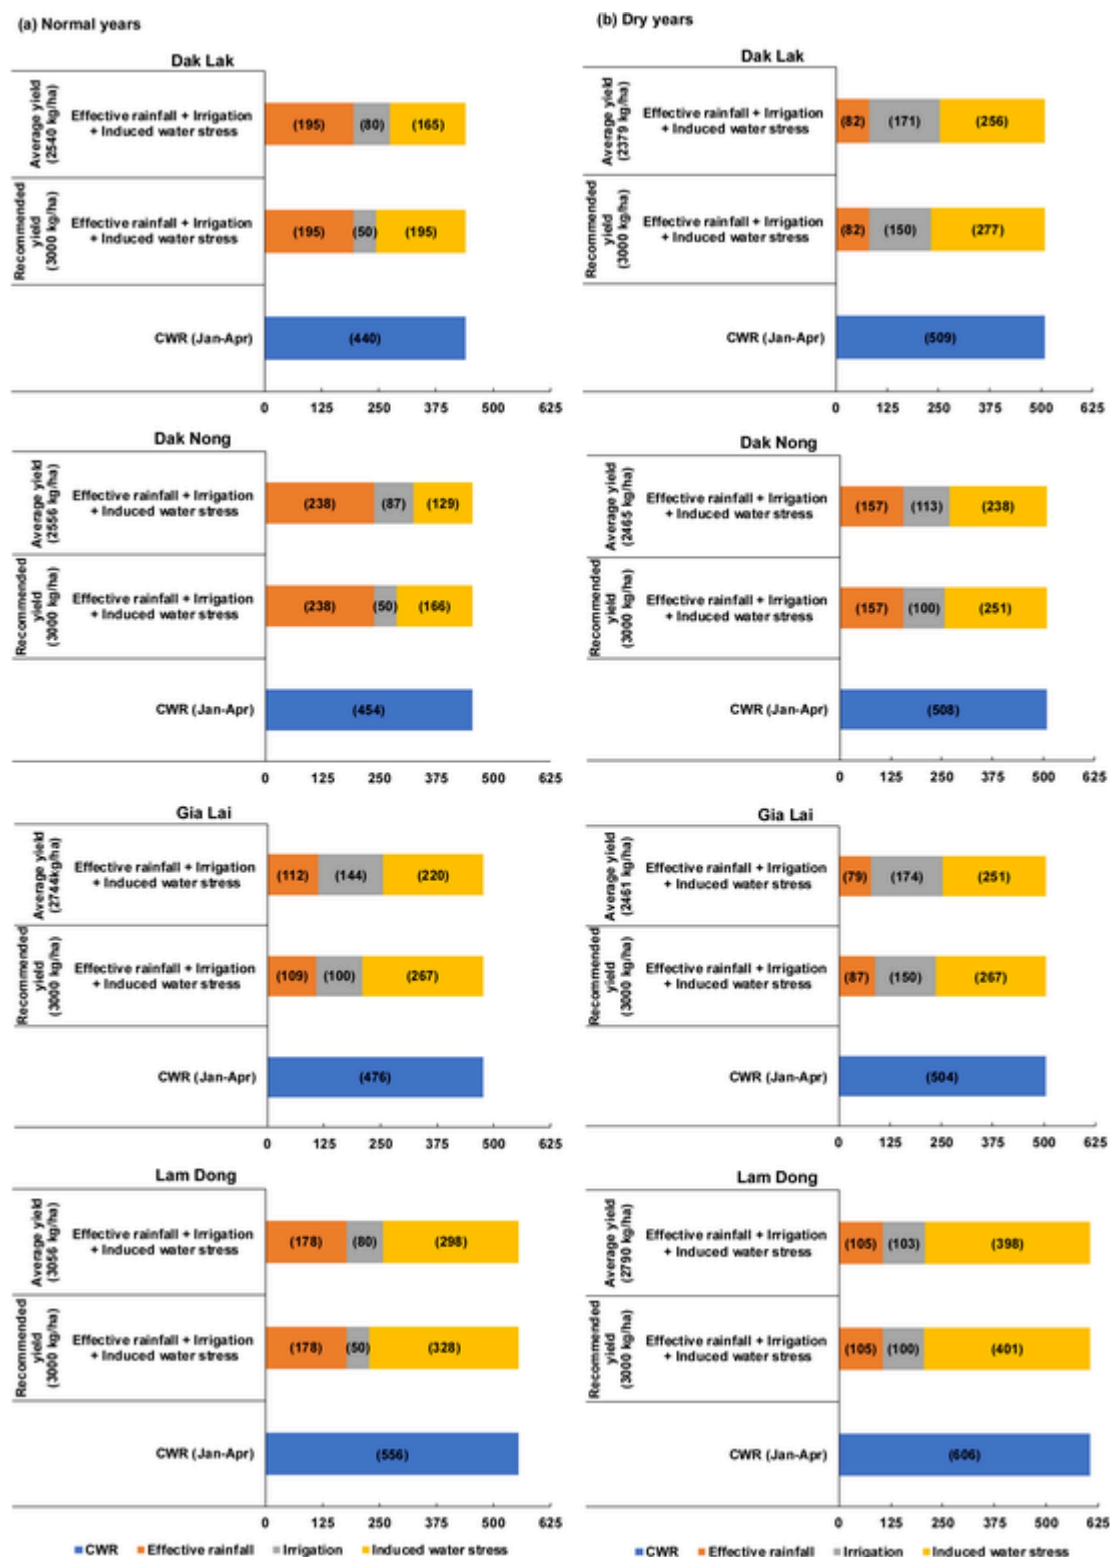 (a) Normal years
Dak Lak
Average yield
(2540 kg/ha)
Effective rainfall + Irrigation
+ Induced water stress
(195) (80) (165)
Recommended
yield
(3000 kg/ha)
Effective rainfall + Irrigation
+ Induced water stress
(195) (50) (195)
CWR (Jan-Apr)
(440)
0 125 250 375 500 625
Dak Nong
Average yield
(2556 kg/ha)
Effective rainfall + Irrigation
+ Induced water stress
(238) (87) (129)
Recommended
yield
(3000 kg/ha)
Effective rainfall + Irrigation
+ Induced water stress
(238) (50) (166)
CWR (Jan-Apr)
(454)
0 125 250 375 500 625
Gia Lai
Average yield
(2744kg/ha)
Effective rainfall + Irrigation
+ Induced water stress
(112) (144) (220)
Recommended
yield
(3000 kg/ha)
Effective rainfall + Irrigation
+ Induced water stress
(109) (100) (267)
CWR (Jan-Apr)
(476)
0 125 250 375 500 625
Lam Dong
Average yield
(3056 kg/ha)
Effective rainfall + Irrigation
+ Induced water stress
(178) (80) (298)
Recommended
yield
(3000 kg/ha)
Effective rainfall + Irrigation
+ Induced water stress
(178) (50) (328)
CWR (Jan-Apr)
(556)
0 125 250 375 500 625
CWR Effective rainfall Irrigation Induced water stress
(b) Dry years
Dak Lak
Average yield
(2379 kg/ha)
Effective rainfall + Irrigation
+ Induced water stress
(82) (171) (256)
Recommended
yield
(3000 kg/ha)
Effective rainfall + Irrigation
+ Induced water stress
(82) (150) (277)
CWR (Jan-Apr)
(509)
0 125 250 375 500 625
Dak Nong
Average yield
(2465 kg/ha)
Effective rainfall + Irrigation
+ Induced water stress
(157) (113) (238)
Recommended
yield
(3000 kg/ha)
Effective rainfall + Irrigation
+ Induced water stress
(157) (100) (251)
CWR (Jan-Apr)
(508)
0 125 250 375 500 625
Gia Lai
Average yield
(2461 kg/ha)
Effective rainfall + Irrigation
+ Induced water stress
(79) (174) (251)
Recommended
yield
(3000 kg/ha)
Effective rainfall + Irrigation
+ Induced water stress
(87) (150) (267)
CWR (Jan-Apr)
(504)
0 125 250 375 500 625
Lam Dong
Average yield
(2790 kg/ha)
Effective rainfall + Irrigation
+ Induced water stress
(105) (103) (398)
Recommended
yield
(3000 kg/ha)
Effective rainfall + Irrigation
+ Induced water stress
(105) (100) (401)
CWR (Jan-Apr)
(606)
0 125 250 375 500 625
CWR Effective rainfall Irrigation Induced water stress